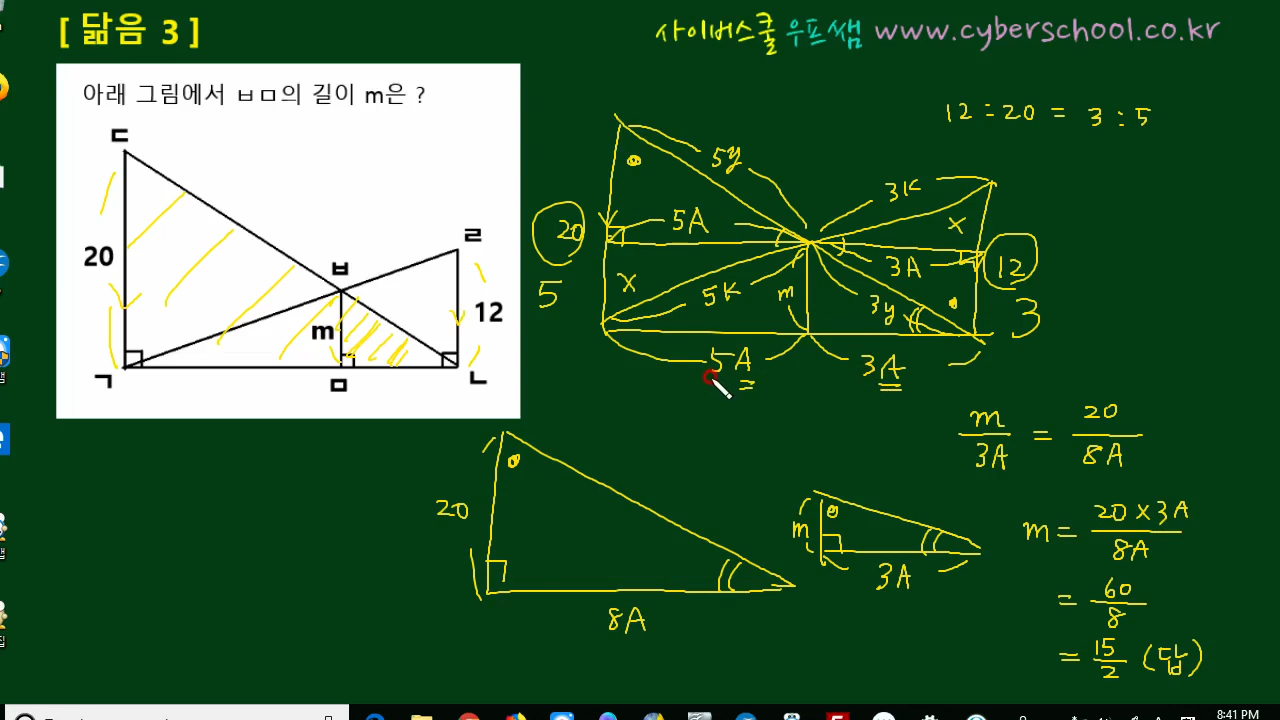 [ 닮음 3 ]
사이버스쿨 우프쌤 www.cyberschool.co.kr
아래 그림에서 ㅂㅁ의 길이 m은 ?
ㄷ
20
ㅂ
ㄹ
m
12
ㄱ
ㅁ
ㄴ
12 : 20 = 3 : 5
5y
3K
x
5A
20
3A
12
x
5K
m
3y
5
3
5A
3A
m/3A = 20/8A
20
8A
m
3A
m = 20×3A/8A
= 60/8
= 15/2 (답)
8:41 PM